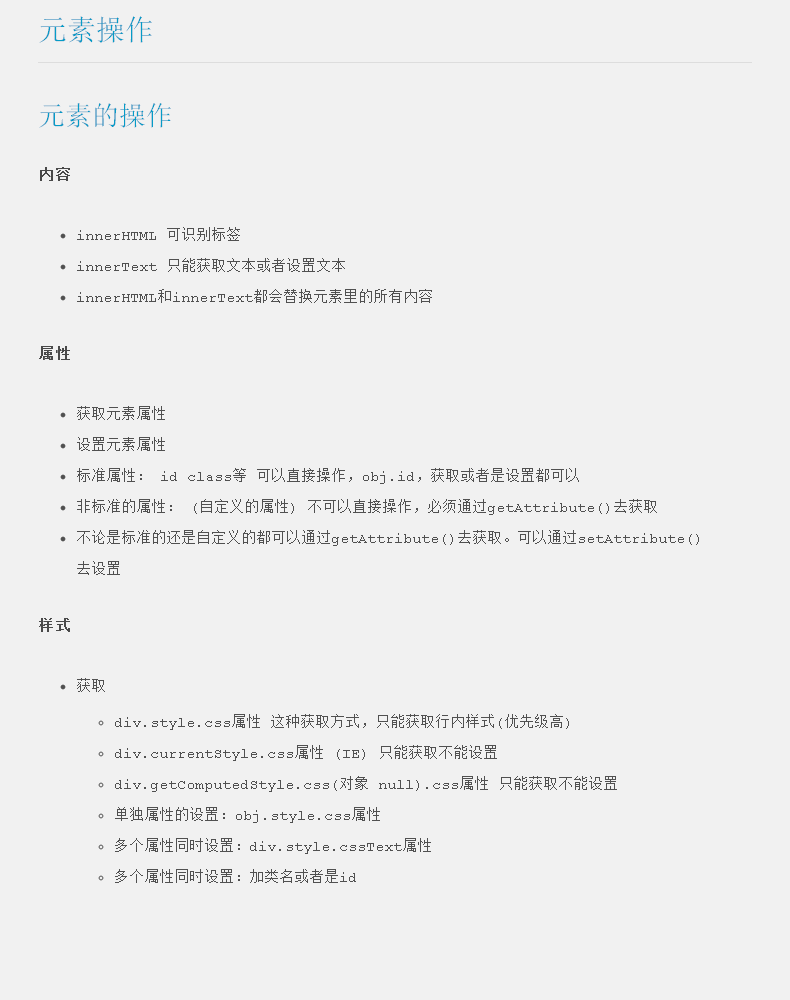 元素操作
元素的操作
内容
• innerHTML 可识别标签
• innerText 只能获取文本或者设置文本
• innerHTML和innerText都会替换元素里的所有内容
属性
• 获取元素属性
• 设置元素属性
• 标准属性： id class等 可以直接操作，obj.id，获取或者是设置都可以
• 非标准的属性： (自定义的属性) 不可以直接操作，必须通过getAttribute()去获取
• 不论是标准的还是自定义的都可以通过getAttribute()去获取。可以通过setAttribute()
去设置
样式
• 获取
◦ div.style.css属性 这种获取方式，只能获取行内样式(优先级高)
◦ div.currentStyle.css属性 (IE) 只能获取不能设置
◦ div.getComputedStyle.css(对象 null).css属性 只能获取不能设置
◦ 单独属性的设置：obj.style.css属性
◦ 多个属性同时设置：div.style.cssText属性
◦ 多个属性同时设置：加类名或者是id